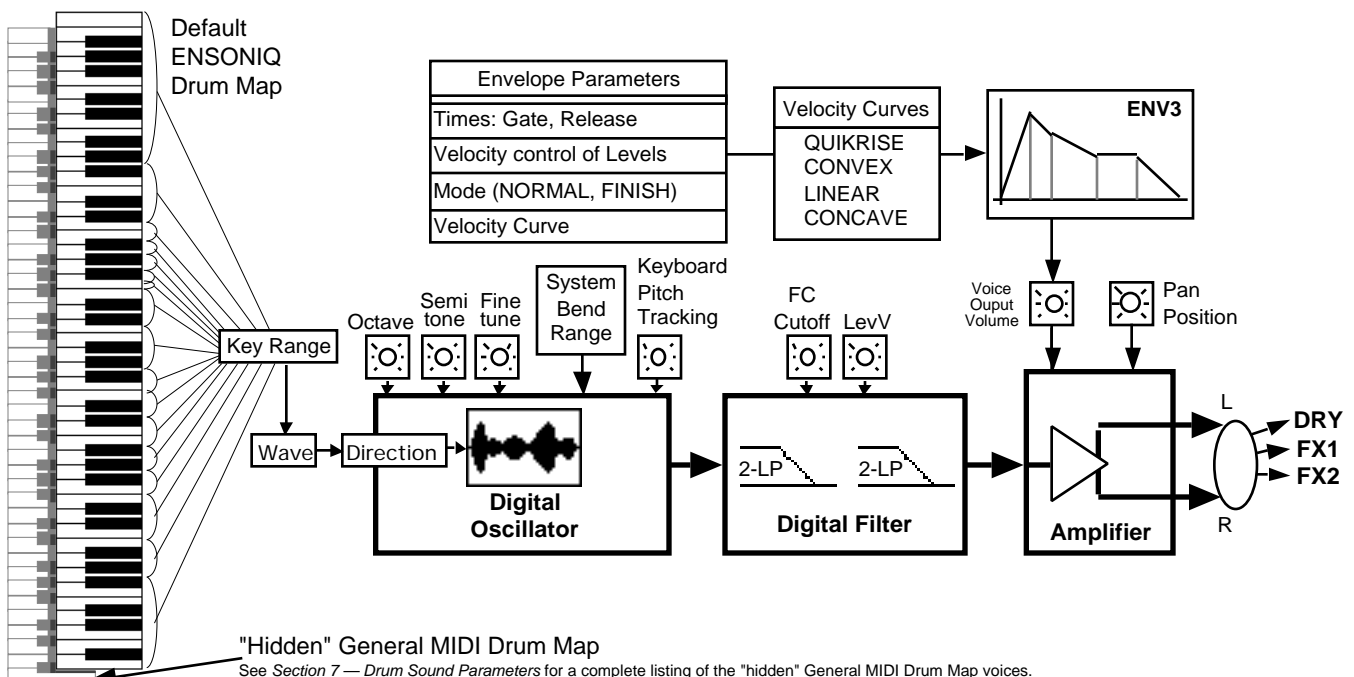 Default
ENSONIQ
Drum Map
Envelope Parameters
Times: Gate, Release
Velocity control of Levels
Mode (NORMAL, FINISH)
Velocity Curve
Velocity Curves
QUIKRISE
CONVEX
LINEAR
CONCAVE
ENV3
Key Range
Octave
Semi
tone
Fine
tune
System
Bend
Range
Keyboard
Pitch
Tracking
FC
Cutoff
LevV
Voice
Ouput
Volume
Pan
Position
Wave
Direction
Digital
Oscillator
2-LP
2-LP
Digital Filter
Amplifier
L
R
DRY
FX1
FX2
"Hidden" General MIDI Drum Map
See Section 7 — Drum Sound Parameters for a complete listing of the "hidden" General MIDI Drum Map voices.